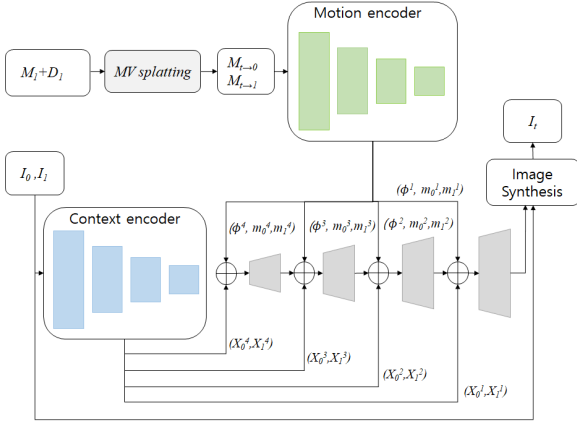 Motion encoder
M₁+D₁
MV splatting
Mₜ→₀
Mₜ→₁
Iₜ
I₀ ,I₁
Image
Synthesis
Context encoder
(ϕ¹, m₀¹,m₁¹)
(ϕ⁴, m₀⁴,m₁⁴)
(ϕ³, m₀³,m₁³)
(ϕ², m₀²,m₁²)
(X₀⁴,X₁⁴)
(X₀³,X₁³)
(X₀²,X₁²)
(X₀¹,X₁¹)